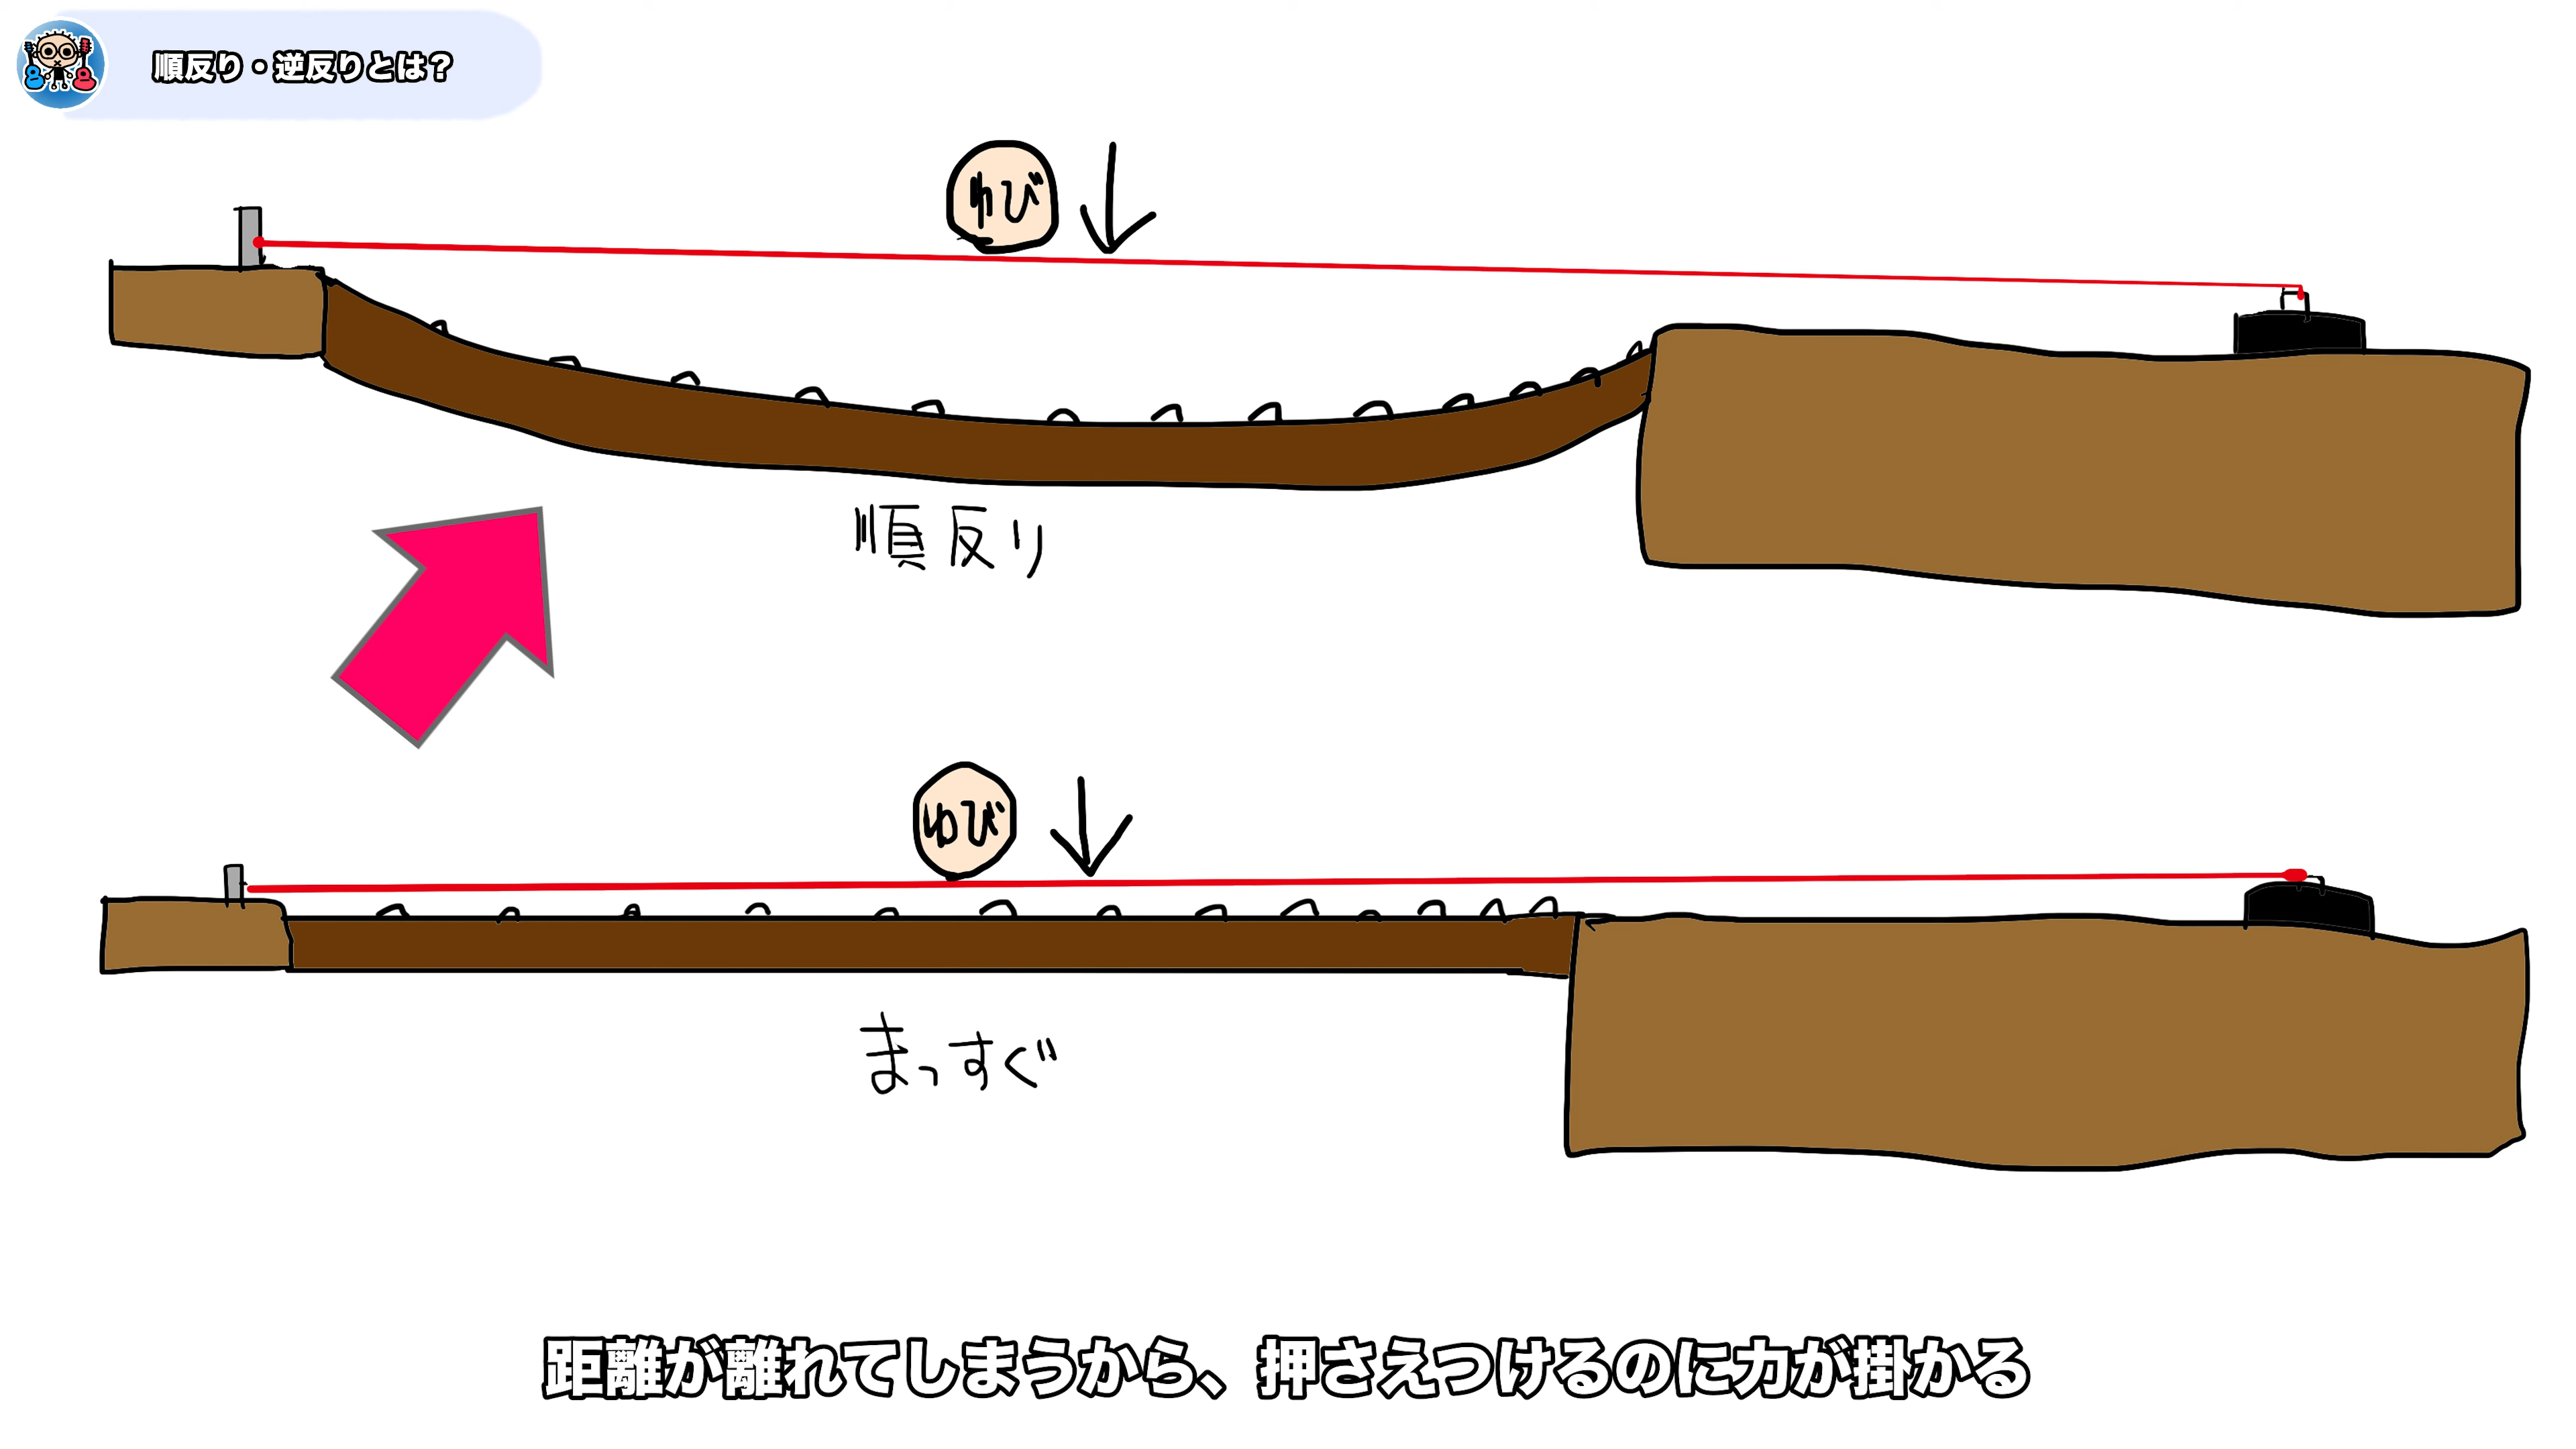 順反り・逆反りとは？
ゆび
順反り
ゆび
まっすぐ
距離が離れてしまうから、押さえつけるのに力が掛かる